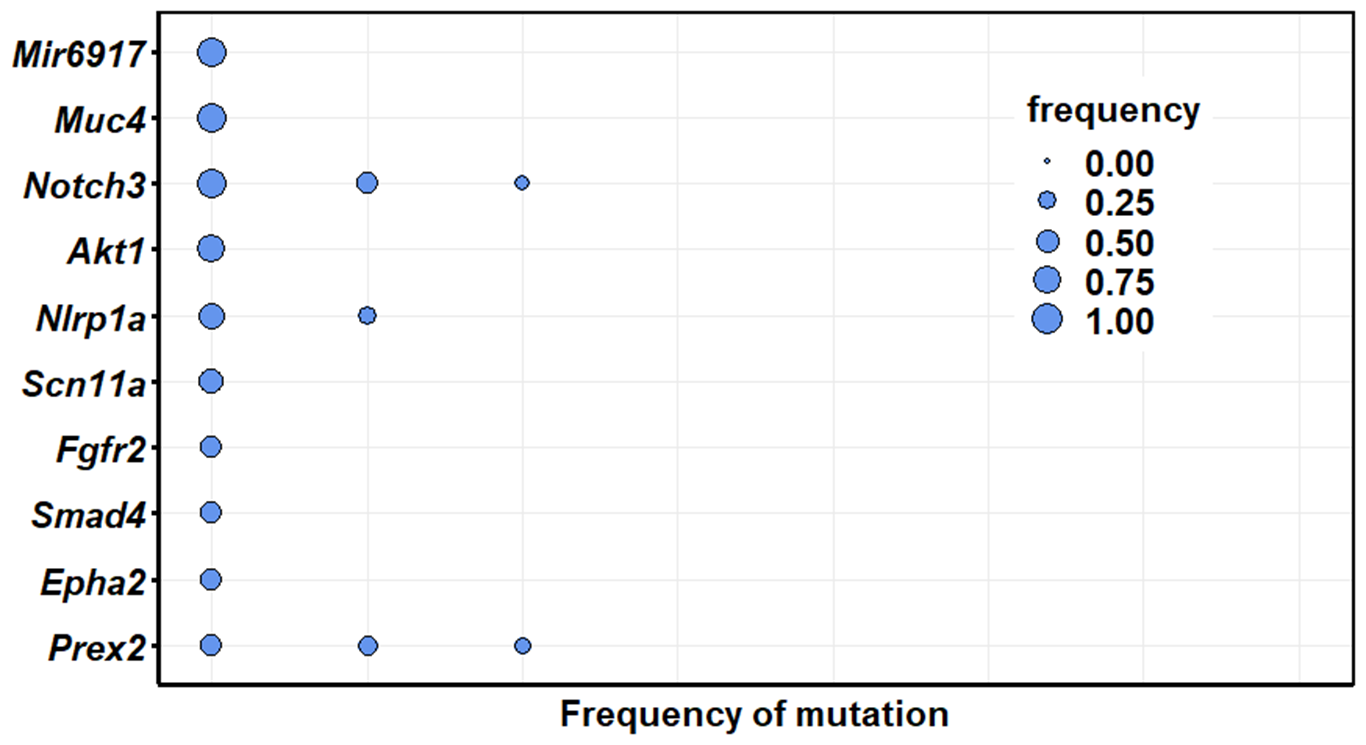 Mir6917
Muc4
Notch3
Akt1
Nlrp1a
Scn11a
Fgfr2
Smad4
Epha2
Prex2
frequency
0.00
0.25
0.50
0.75
1.00
Frequency of mutation